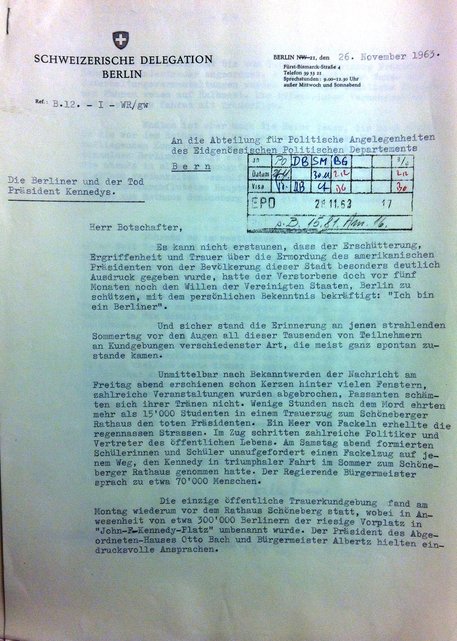 SCHWEIZERISCHE DELEGATION
BERLIN
BERLIN NW 21, den 26. November 1963.
Fürst-Bismarck-Straße 4
Telefon 39 53 21
Sprechstunden: 9.00–12.30 Uhr
außer Mittwoch und Sonnabend
Ref.: B.12. - I - WR/gw
An die Abteilung für Politische Angelegenheiten
des Eidgenössischen Politischen Departements
Bern
an PO DB SM BG
Datum
Visa
EPD 28 11.63 17
Die Berliner und der Tod
Präsident Kennedys.
Herr Botschafter,
Es kann nicht erstaunen, dass der Erschütterung,
Ergriffenheit und Trauer über die Ermordung des amerikanischen
Präsidenten von der Bevölkerung dieser Stadt besonders deutlich
Ausdruck gegeben wurde, hatte der Verstorbene doch vor fünf
Monaten noch den Willen der Vereinigten Staaten, Berlin zu
schützen, mit dem persönlichen Bekenntnis bekräftigt: "Ich bin
ein Berliner".
Und sicher stand die Erinnerung an jenen strahlenden
Sommertag vor den Augen all dieser Tausenden von Teilnehmern
an Kundgebungen verschiedenster Art, die meist ganz spontan zu-
stande kamen.
Unmittelbar nach Bekanntwerden der Nachricht am
Freitag abend erschienen schon Kerzen hinter vielen Fenstern,
zahlreiche Veranstaltungen wurden abgebrochen, Passanten schäm-
ten sich ihrer Tränen nicht. Wenige Stunden nach dem Mord ehrten
mehr als 15'000 Studenten in einem Trauerzug zum Schöneberger
Rathaus den toten Präsidenten. Ein Meer von Fackeln erhellte die
regennassen Strassen. Im Zug schritten zahlreiche Politiker und
Vertreter des öffentlichen Lebens. Am Samstag abend formierten
Schülerinnen und Schüler unaufgefordert einen Fackelzug auf je-
nem Weg, den Kennedy in triumphaler Fahrt im Sommer zum Schöne-
berger Rathaus genommen hatte. Der Regierende Bürgermeister
sprach zu etwa 70'000 Menschen.
Die einzige öffentliche Trauerkundgebung fand am
Montag wiederum vor dem Rathaus Schöneberg statt, wobei in An-
wesenheit von etwa 300'000 Berlinern der riesige Vorplatz in
"John-F.-Kennedy-Platz" umbenannt wurde. Der Präsident des Abge-
ordneten-Hauses Otto Bach und Bürgermeister Albertz hielten ein-
drucksvolle Ansprachen.